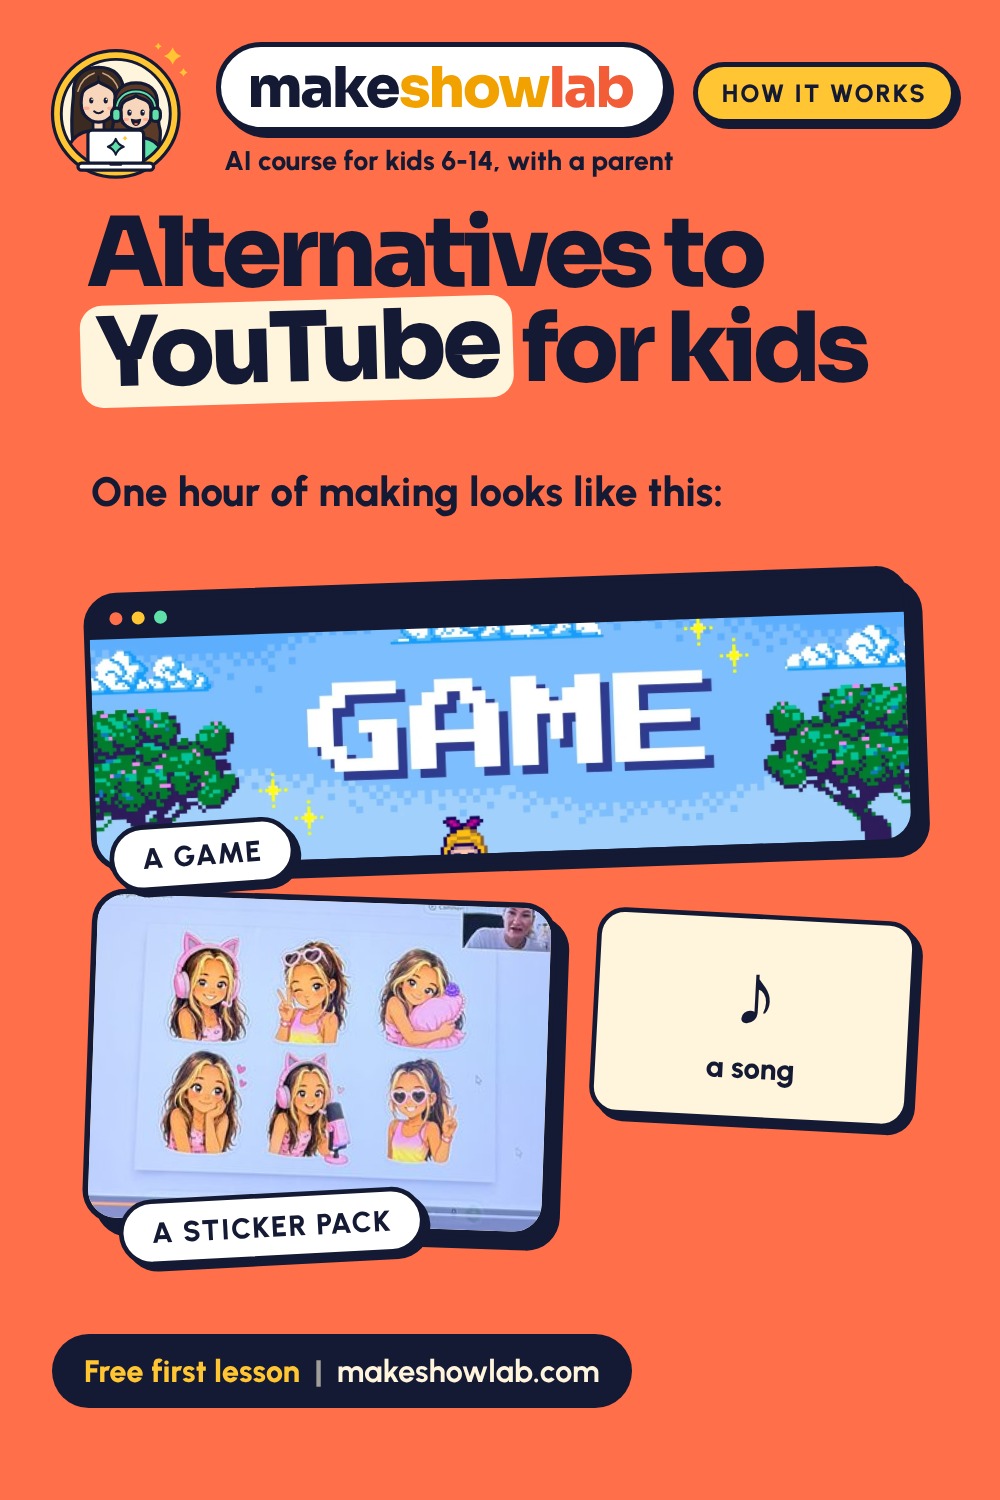 makeshowlab
HOW IT WORKS
AI course for kids 6-14, with a parent
Alternatives to
YouTube for kids
One hour of making looks like this:
GAME
A GAME
a song
A STICKER PACK
Free first lesson | makeshowlab.com